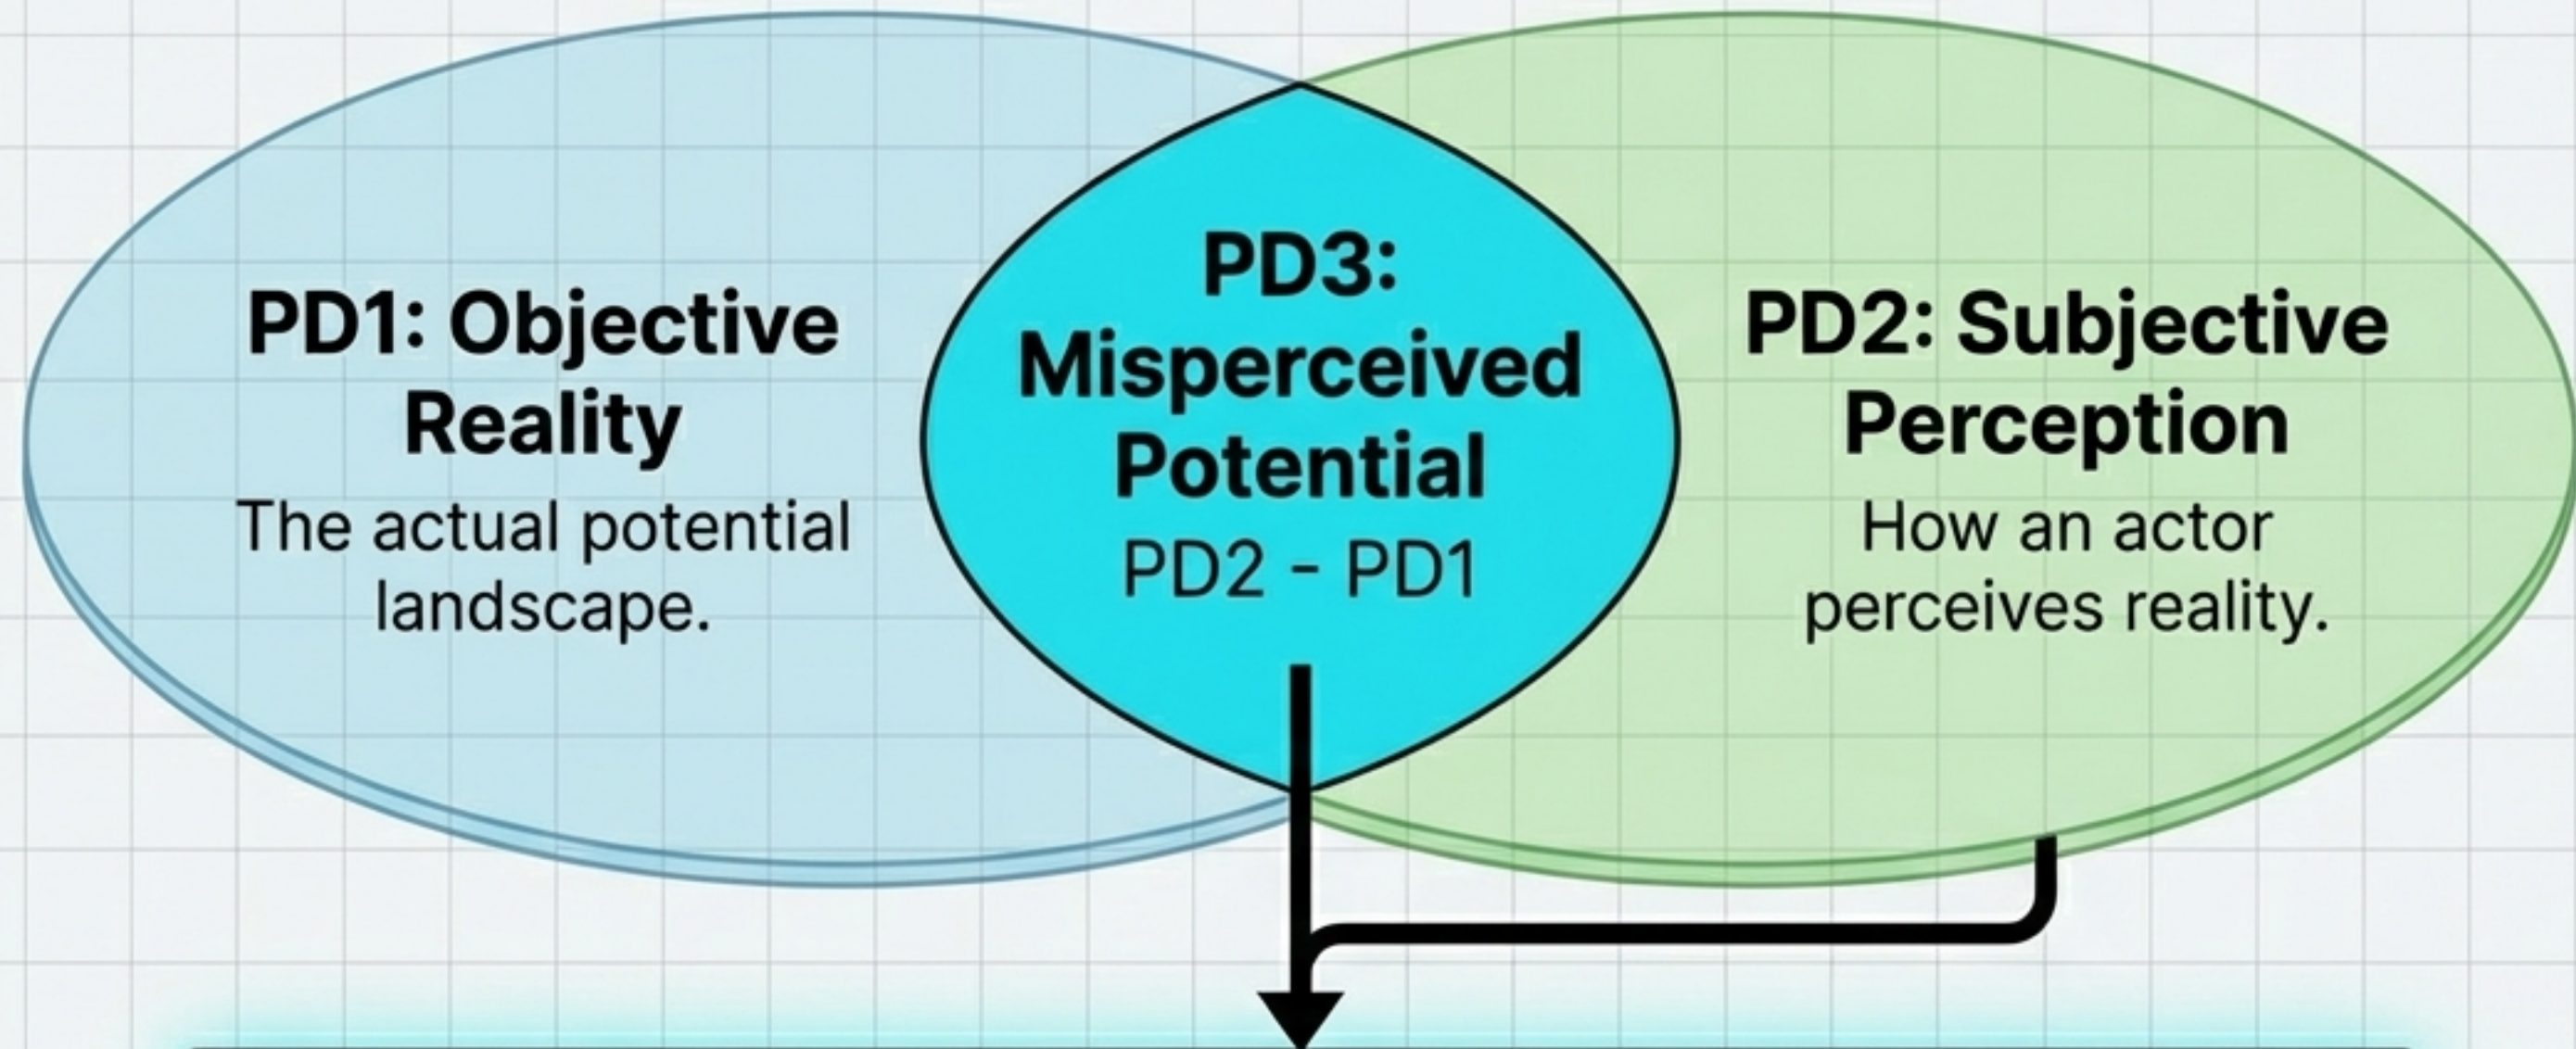 PD1: Objective
Reality
The actual potential
landscape.
PD3:
Misperceived
Potential
PD2 - PD1
PD2: Subjective
Perception
How an actor
perceives reality.